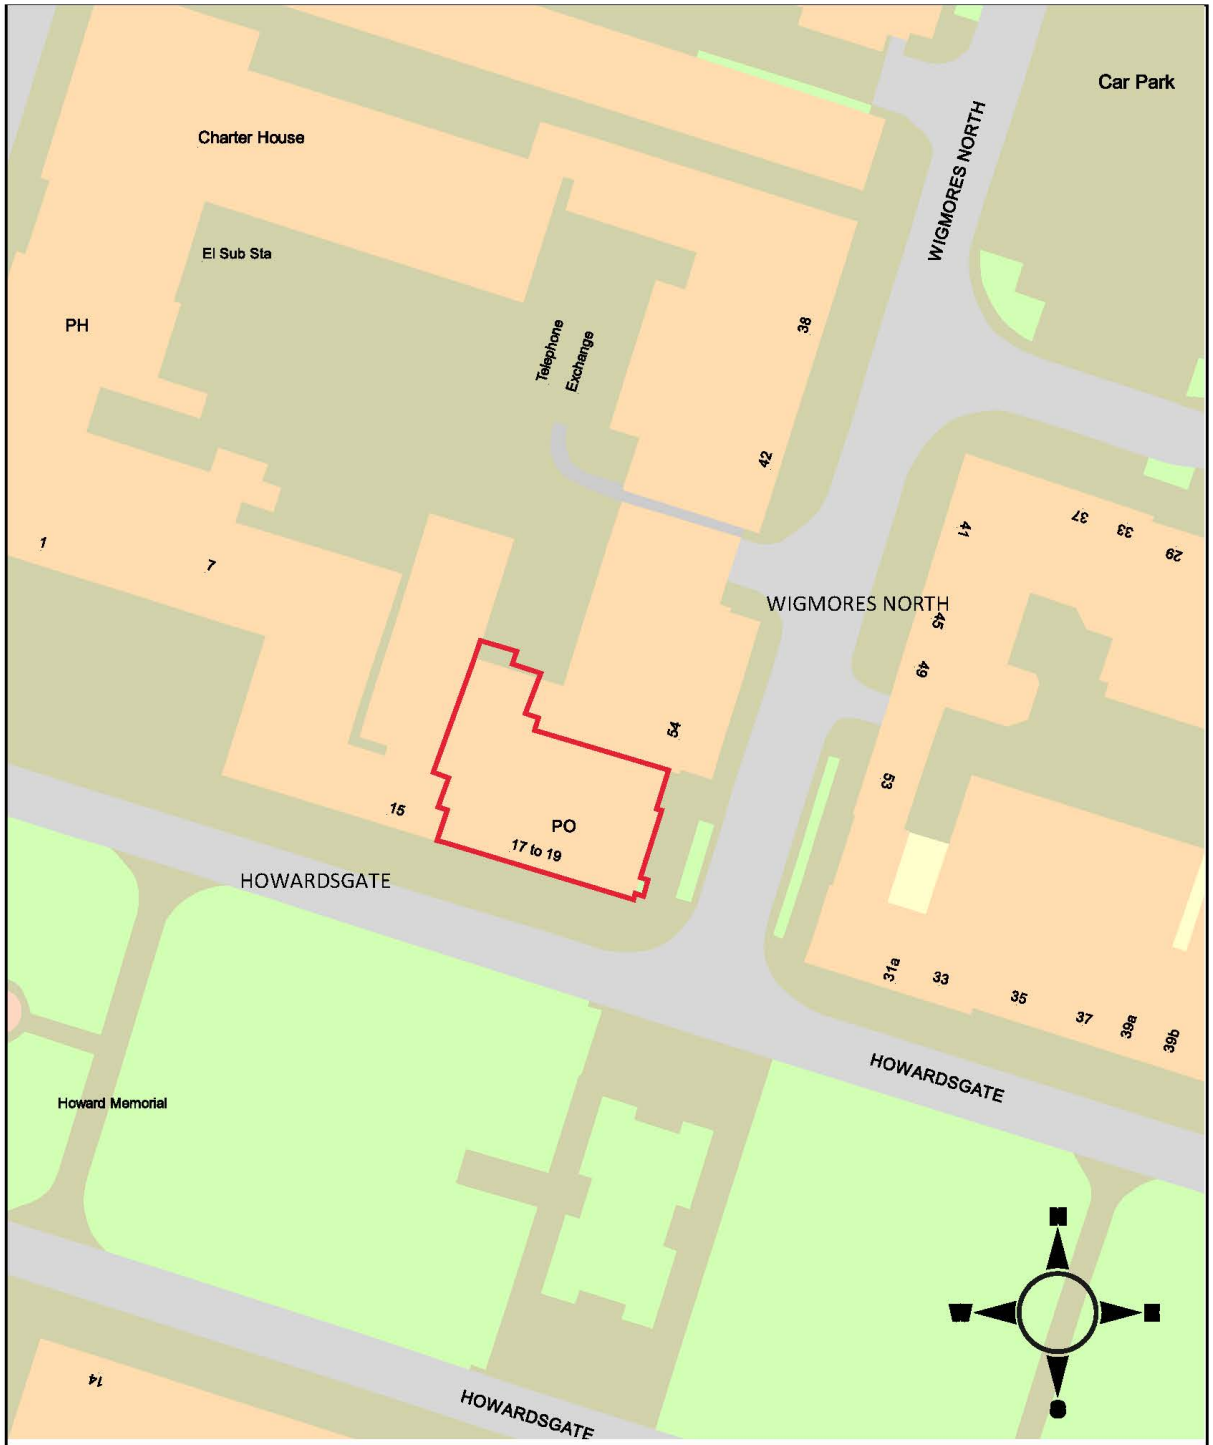 Car Park
WIGMORES NORTH
Charter House
El Sub Sta
PH
38
Telephone
Exchange
42
37
33
29
41
1
7
WIGMORES NORTH
45
49
54
53
15
PO
17 to 19
HOWARDSGATE
31a
33
35
37
39a
39b
HOWARDSGATE
Howard Memorial
N
W
E
S
14
HOWARDSGATE